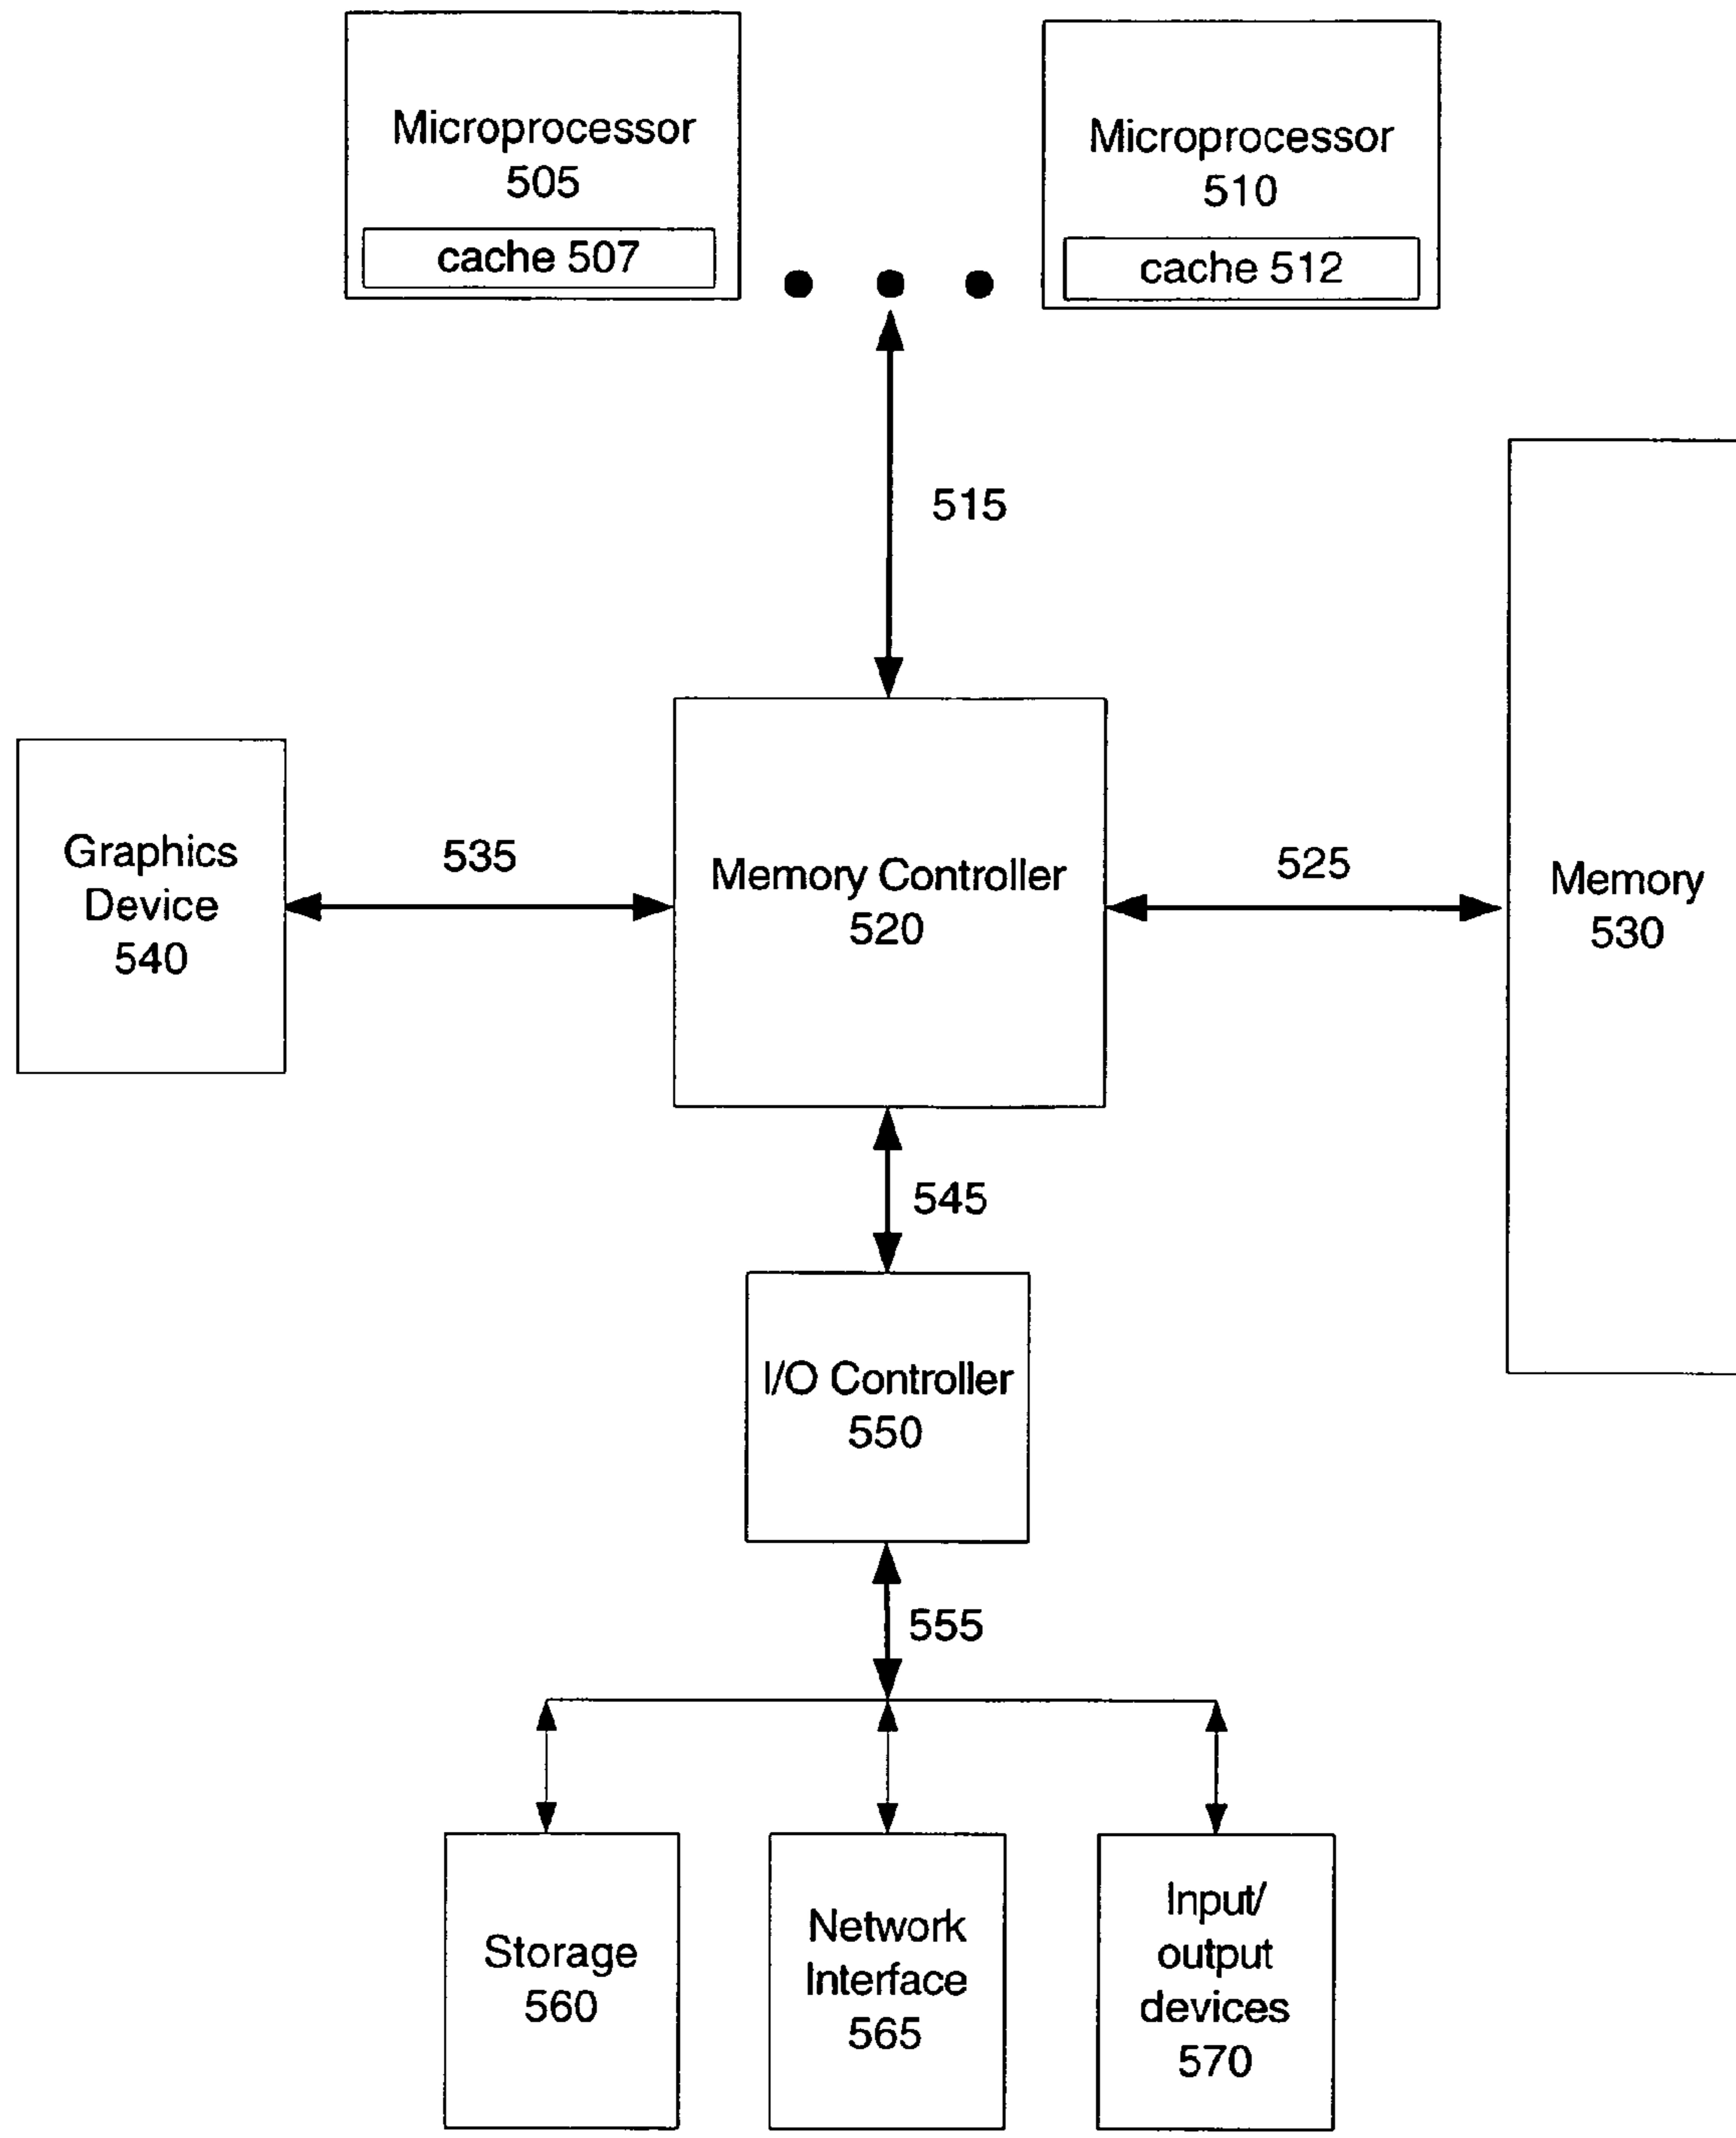 Microprocessor
505
cache 507
Microprocessor
510
cache 512
515
Graphics
Device
540
535
Memory Controller
520
525
Memory
530
545
I/O Controller
550
555
Storage
560
Network
Interface
565
Input/
output
devices
570